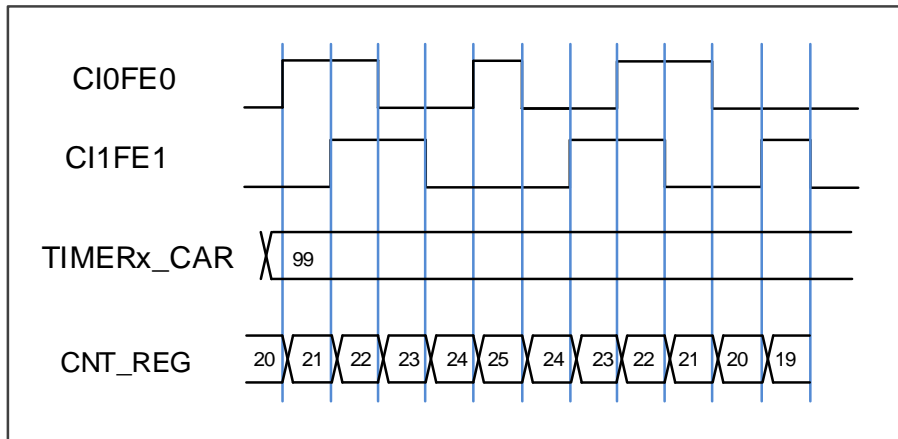 CI0FE0
CI1FE1
TIMERx_CAR 99
CNT_REG 20 21 22 23 24 25 24 23 22 21 20 19